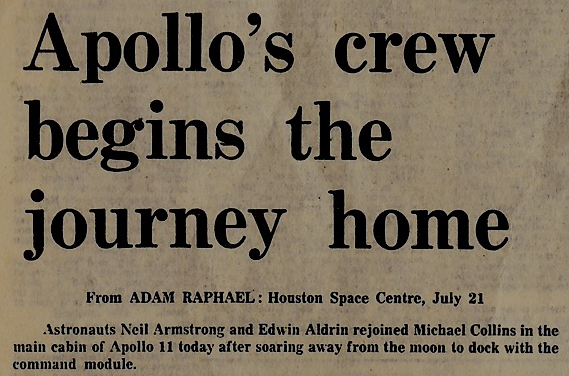 Apollo's crew
begins the
journey home
From ADAM RAPHAEL: Houston Space Centre, July 21
Astronauts Neil Armstrong and Edwin Aldrin rejoined Michael Collins in the
main cabin of Apollo 11 today after soaring away from the moon to dock with the
command module.